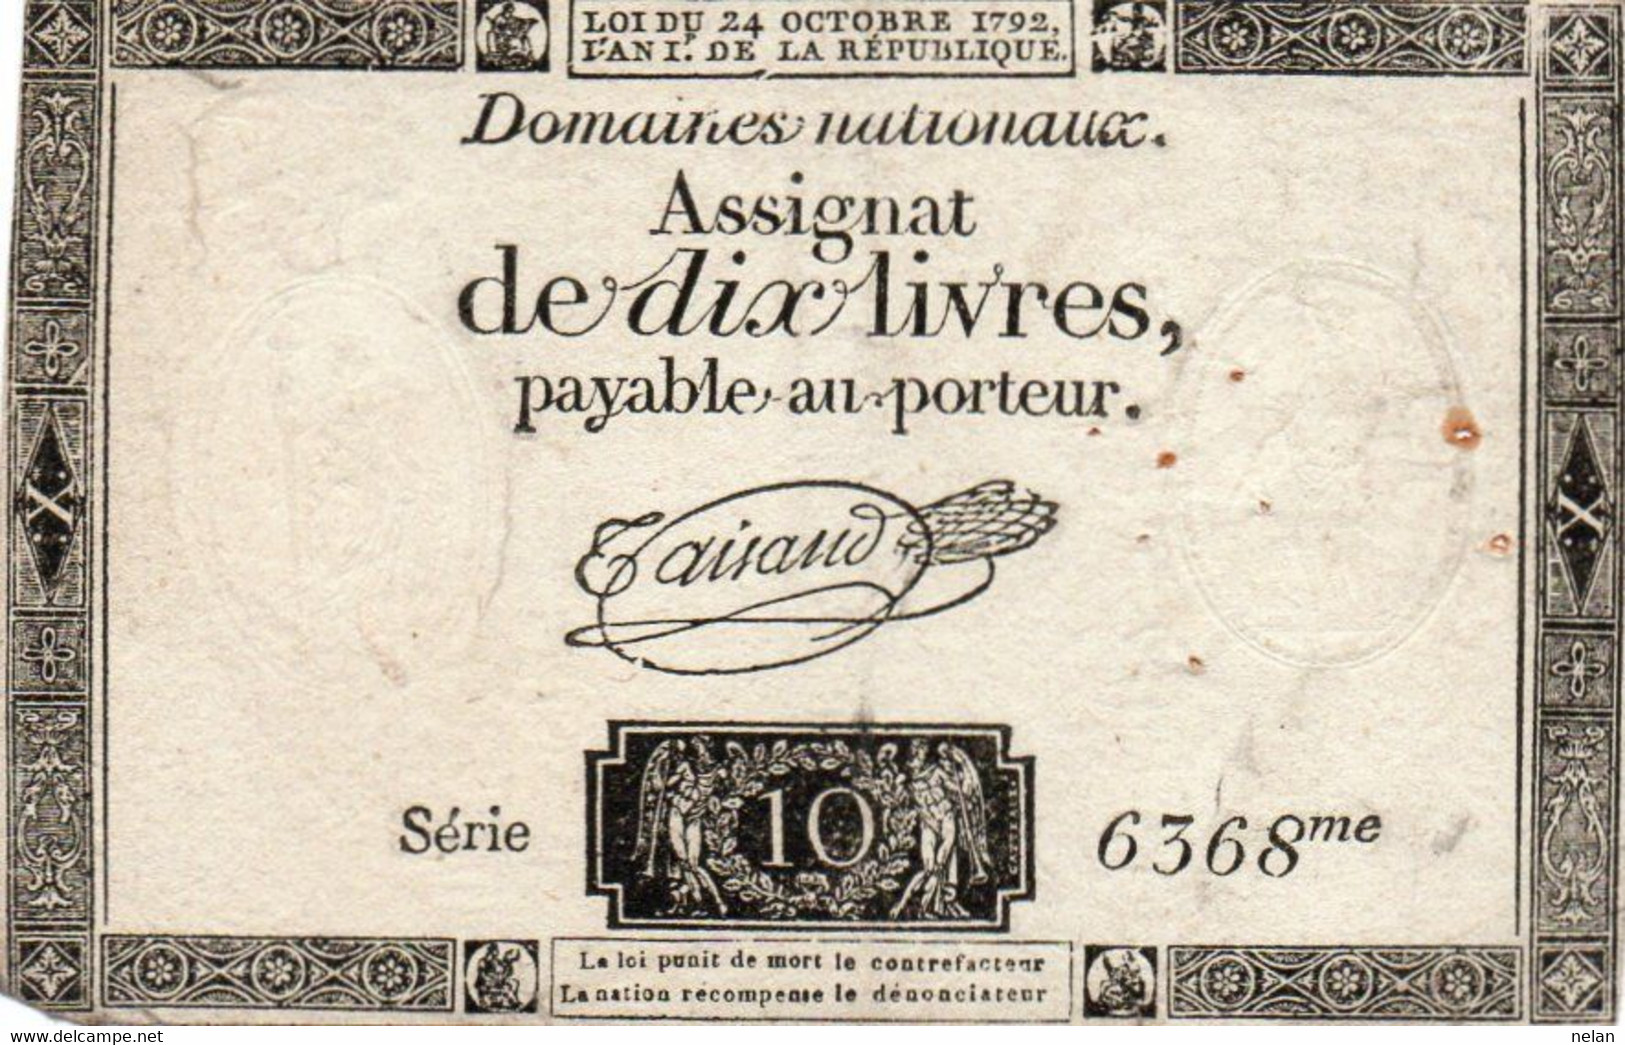 LOI DU 24 OCTOBRE 1792,
L'AN I.er DE LA RÉPUBLIQUE.
Domaines nationaux.
Assignat
de dix livres,
payable au porteur.
Taisaud
Série
10
6368me
X
X
La loi punit de mort le contrefacteur
La nation récompense le dénonciateur
www.delcampe.net
nelan